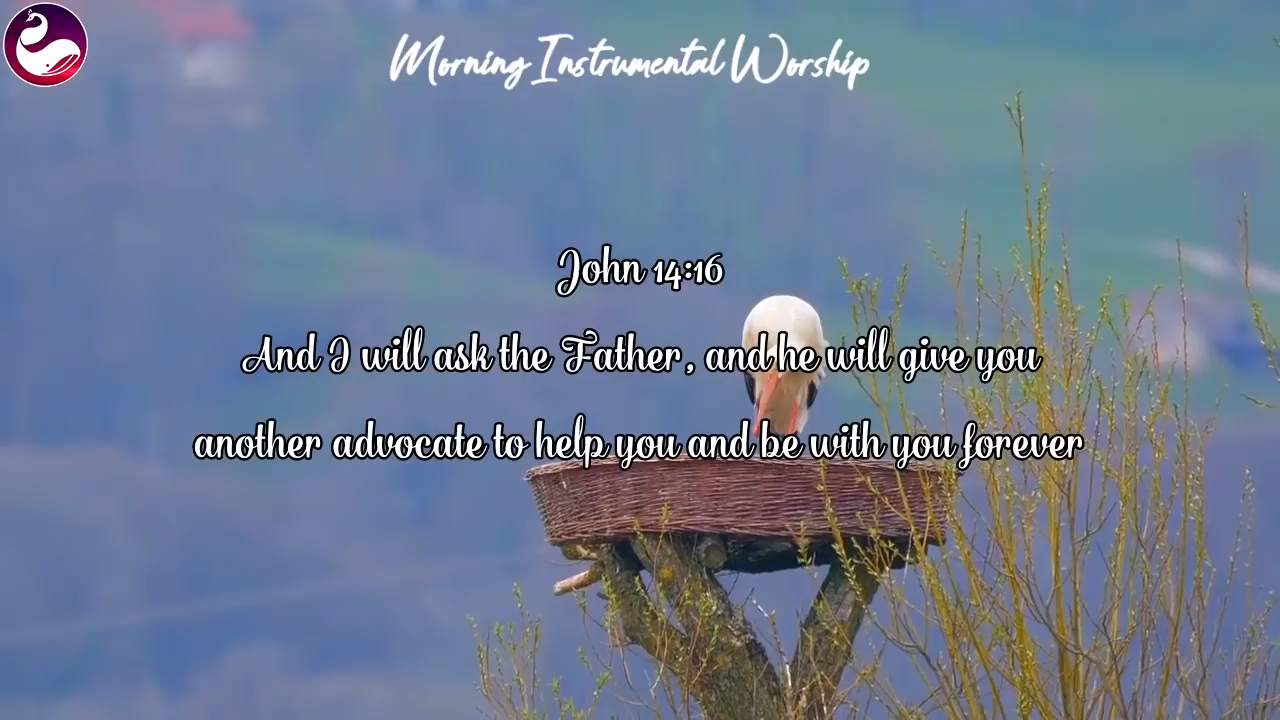 Morning Instrumental Worship
John 14:16
And I will ask the Father, and he will give you
another advocate to help you and be with you forever